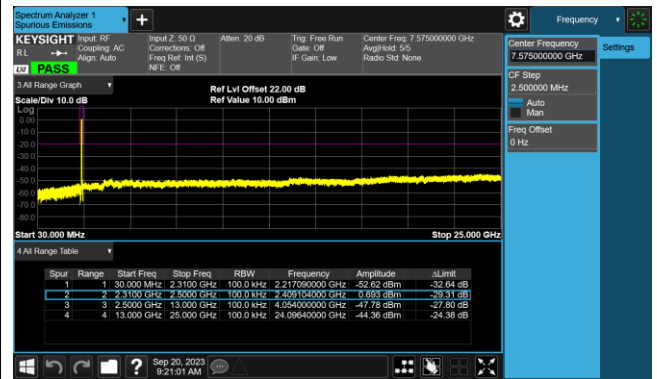 Spectrum Analyzer 1
Spurious Emissions
+
Frequency
KEYSIGHT Input: RF Input Z: 50 Ω Atten: 20 dB Trig: Free Run Center Freq: 7.575000000 GHz
RL Coupling: AC Corrections: Off Gate: Off Avg|Hold: 5/5
Align: Auto Freq Ref: Int (S) IF Gain: Low Radio Std: None
LXI PASS NFE: Off
Center Frequency
7.575000000 GHz
Settings
CF Step
2.500000 MHz
Auto
Man
Freq Offset
0 Hz
3 All Range Graph
Ref Lvl Offset 22.00 dB
Scale/Div 10.0 dB Ref Value 10.00 dBm
Log
0.00
-10.0
-20.0
-30.0
-40.0
-50.0
-60.0
-70.0
-80.0
Start 30.000 MHz Stop 25.000 GHz
4 All Range Table
Spur Range Start Freq Stop Freq RBW Frequency Amplitude ΔLimit
1 1 30.000 MHz 2.3100 GHz 100.0 kHz 2.217090000 GHz -52.62 dBm -32.64 dB
2 2 2.3100 GHz 2.5000 GHz 100.0 kHz 2.409104000 GHz 0.693 dBm -29.31 dB
3 3 2.5000 GHz 13.000 GHz 100.0 kHz 4.054000000 GHz -47.78 dBm -27.80 dB
4 4 13.000 GHz 25.000 GHz 100.0 kHz 24.09640000 GHz -44.36 dBm -24.38 dB
? Sep 20, 2023
9:21:01 AM